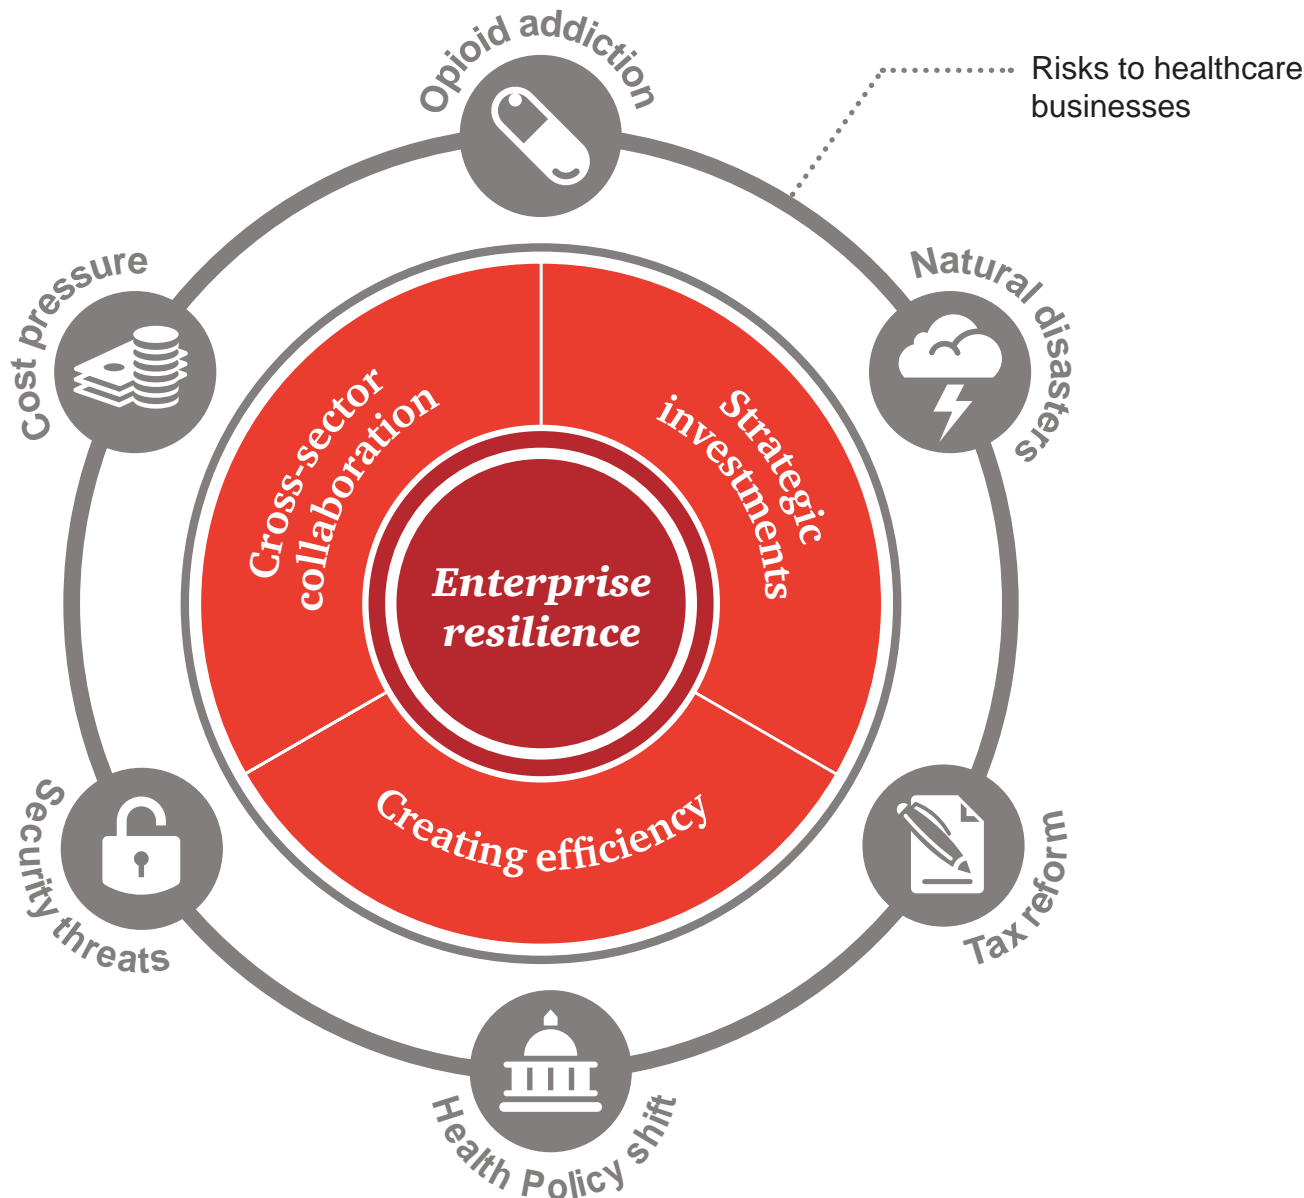 Opioid addiction
Risks to healthcare
businesses
Natural disasters
Tax reform
Health Policy shift
Security threats
Cost pressure
Cross-sector
collaboration
Strategic
investments
Creating efficiency
Enterprise
resilience